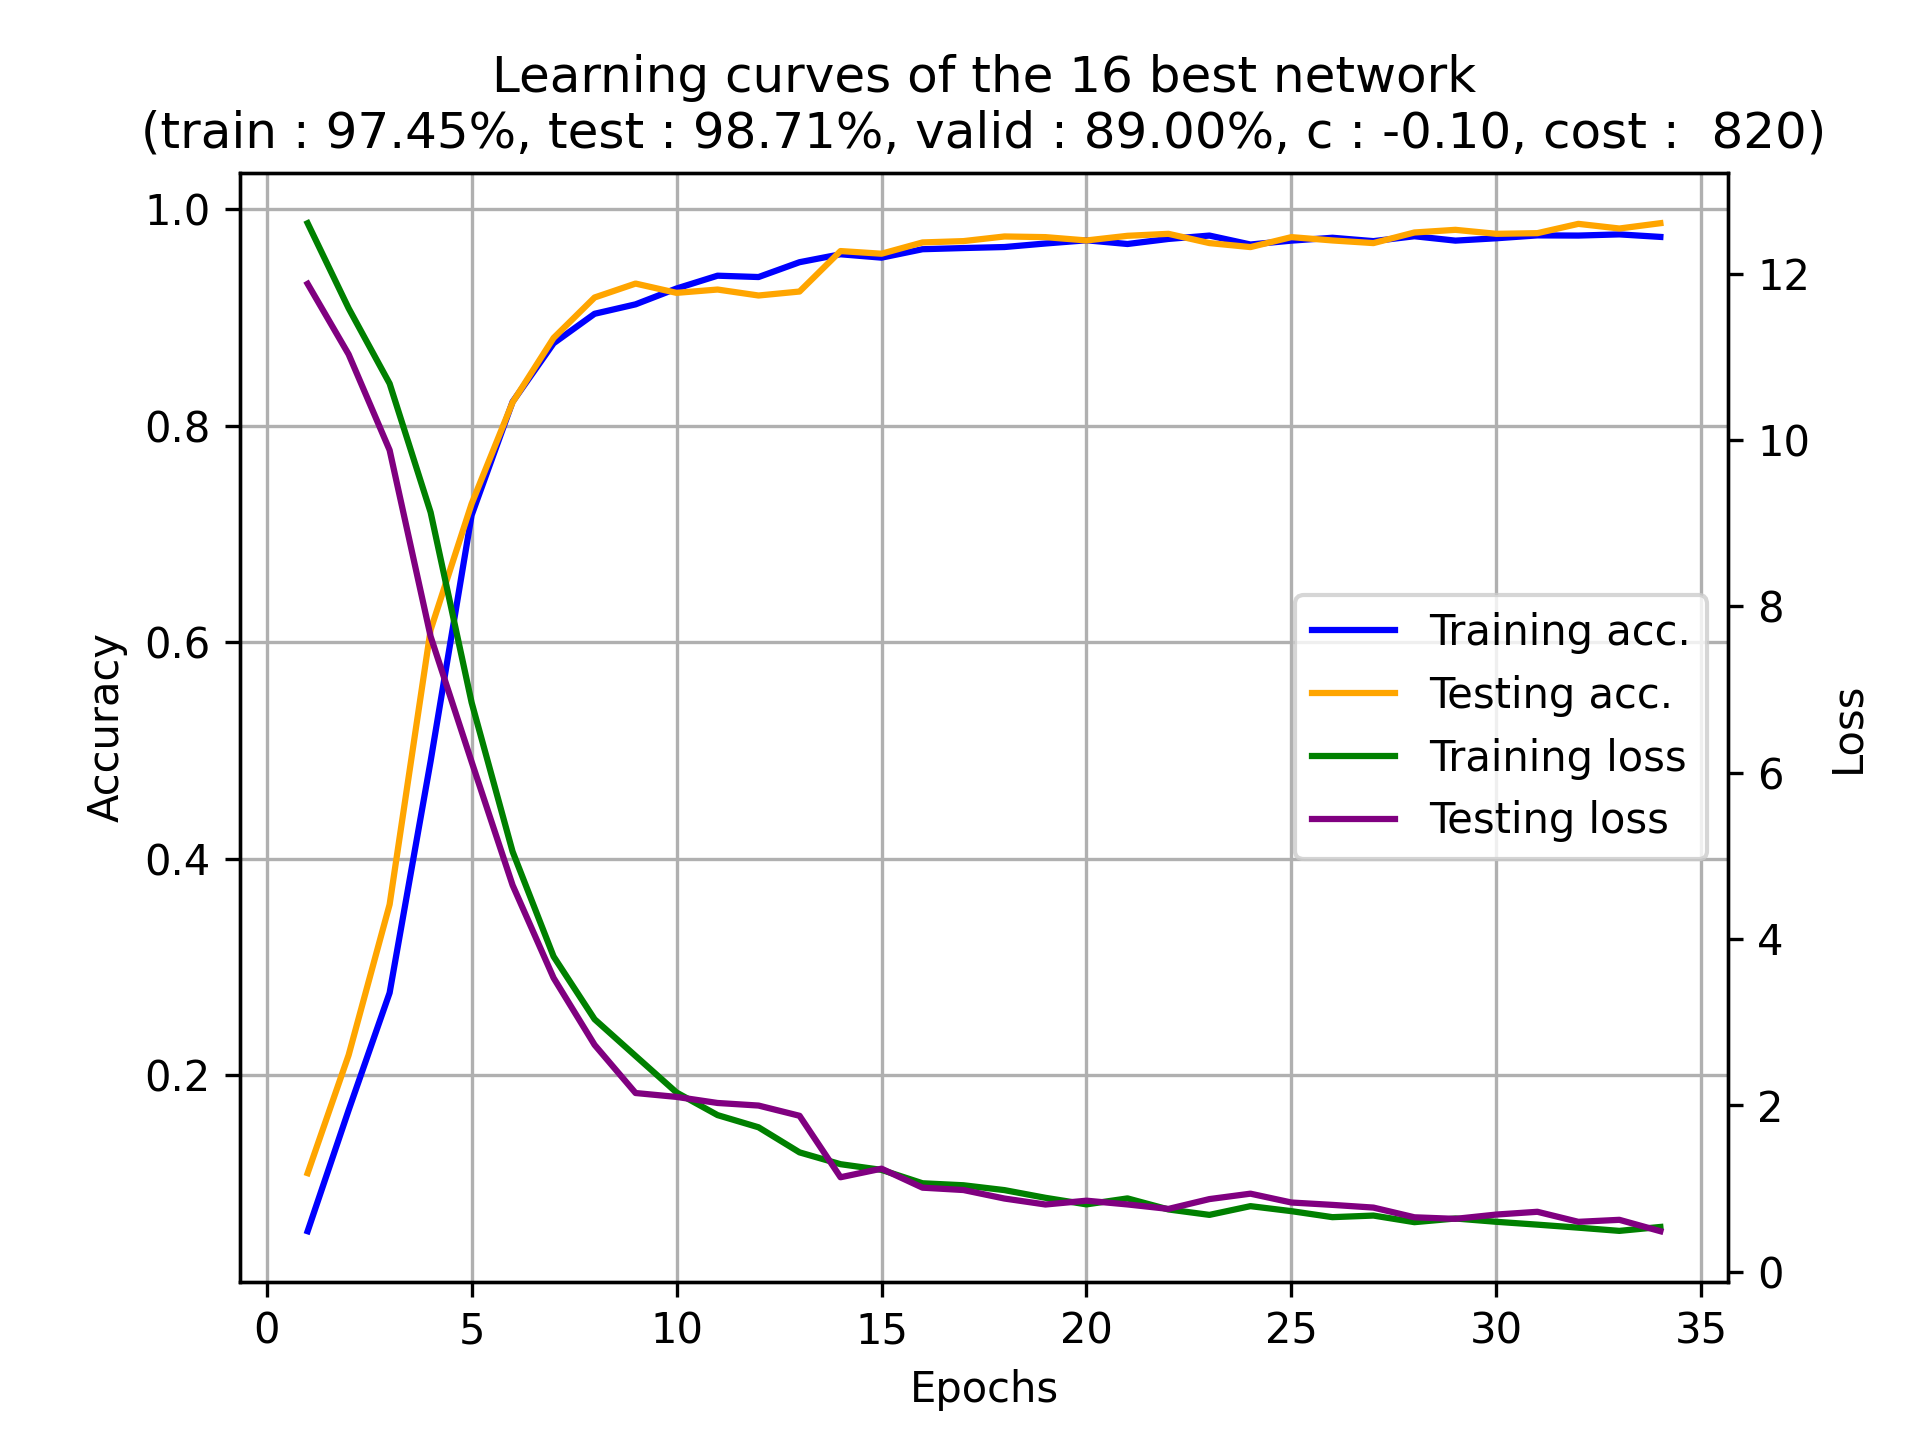 Learning curves of the 16 best network
(train : 97.45%, test : 98.71%, valid : 89.00%, c : -0.10, cost :  820)
1.0
0.8
0.6
0.4
0.2
Accuracy
12
10
8
6
4
2
0
Loss
Training acc.
Testing acc.
Training loss
Testing loss
0 5 10 15 20 25 30 35
Epochs